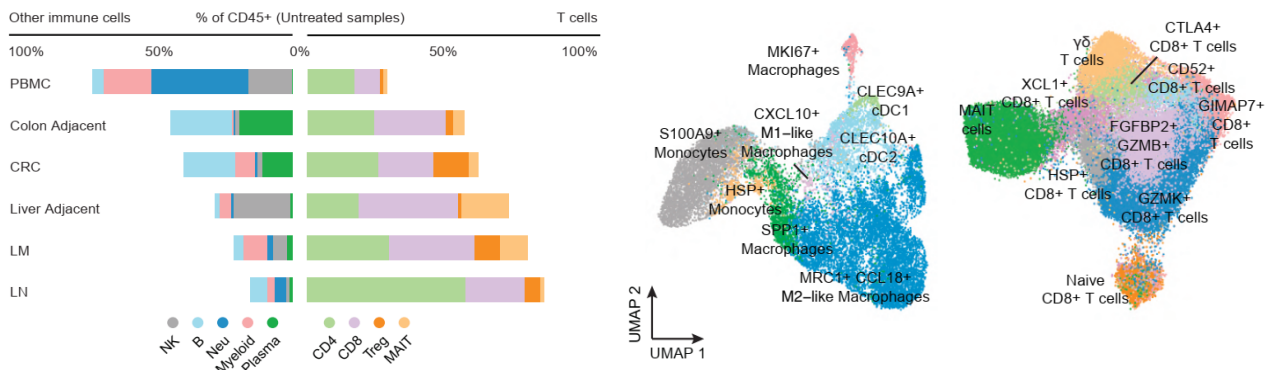 Other immune cells % of CD45+ (Untreated samples) T cells
100% 50% 0% 50% 100%
PBMC
Colon Adjacent
CRC
Liver Adjacent
LM
LN
NK
B
Neu
Myeloid
Plasma
CD4
CD8
Treg
MAIT
MKI67+
Macrophages
CLEC9A+
cDC1
CXCL10+
M1-like
Macrophages
CLEC10A+
cDC2
S100A9+
Monocytes
HSP+
Monocytes
SPP1+
Macrophages
MRC1+ CCL18+
M2-like Macrophages
UMAP 2
UMAP 1
γδ
T cells
CTLA4+
CD8+ T cells
CD52+
CD8+ T cells
XCL1+
CD8+ T cells
GIMAP7+
CD8+
T cells
MAIT
cells
FGFBP2+
GZMB+
CD8+ T cells
HSP+
CD8+ T cells
GZMK+
CD8+ T cells
Naive
CD8+ T cells